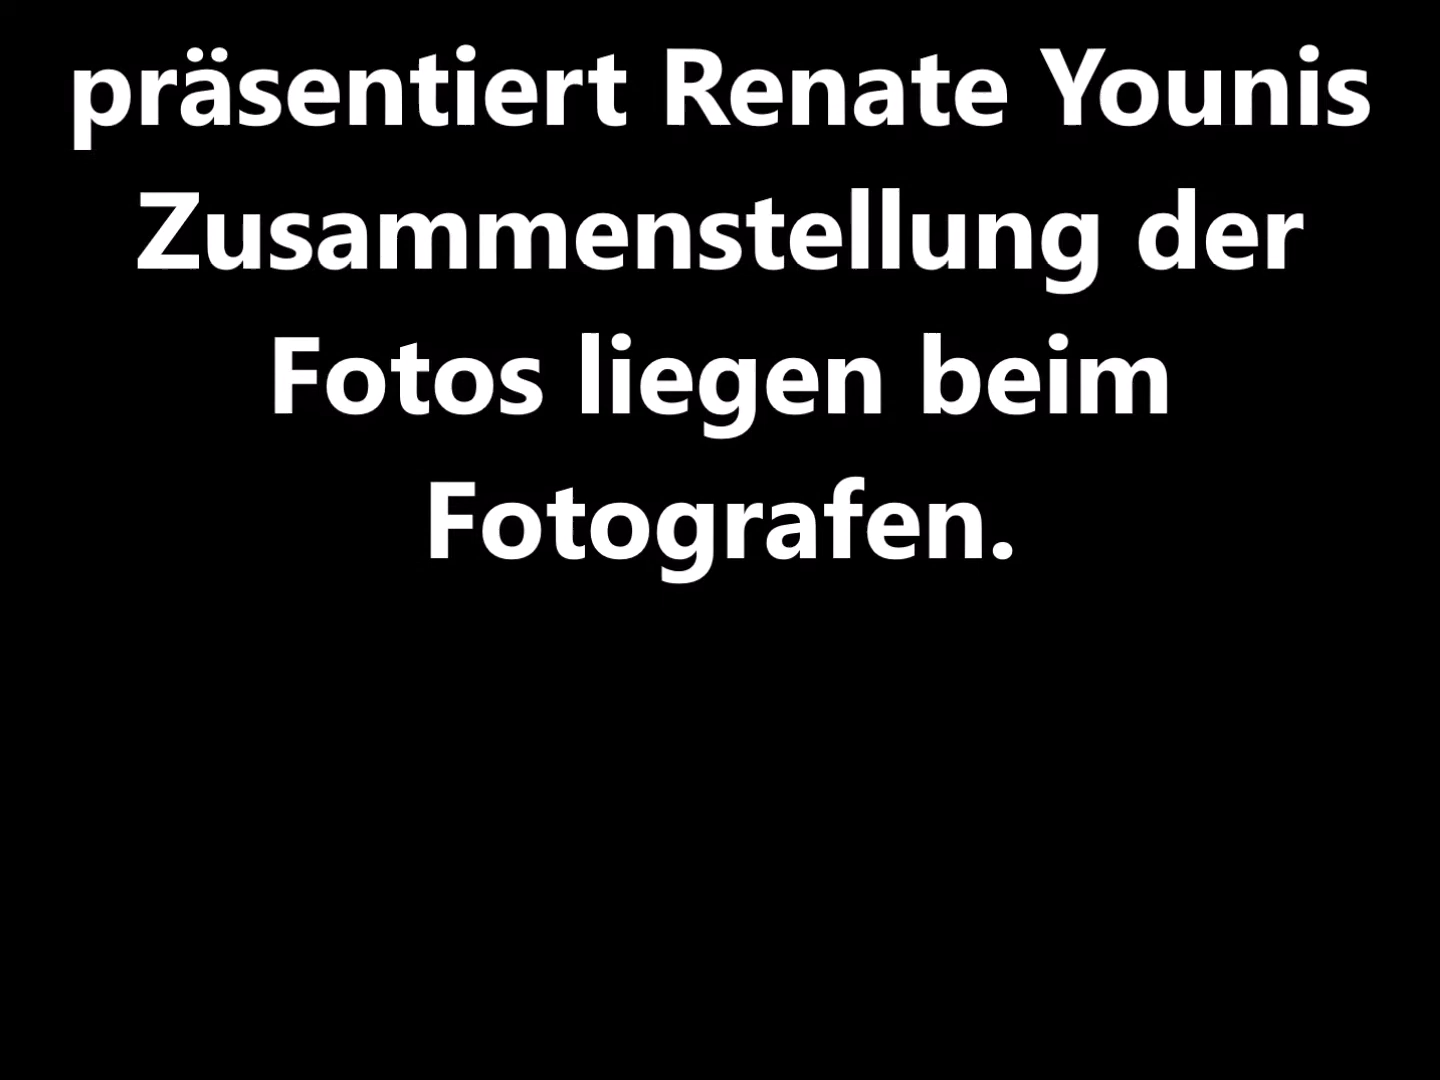 präsentiert Renate Younis
Zusammenstellung der
Fotos liegen beim
Fotografen.